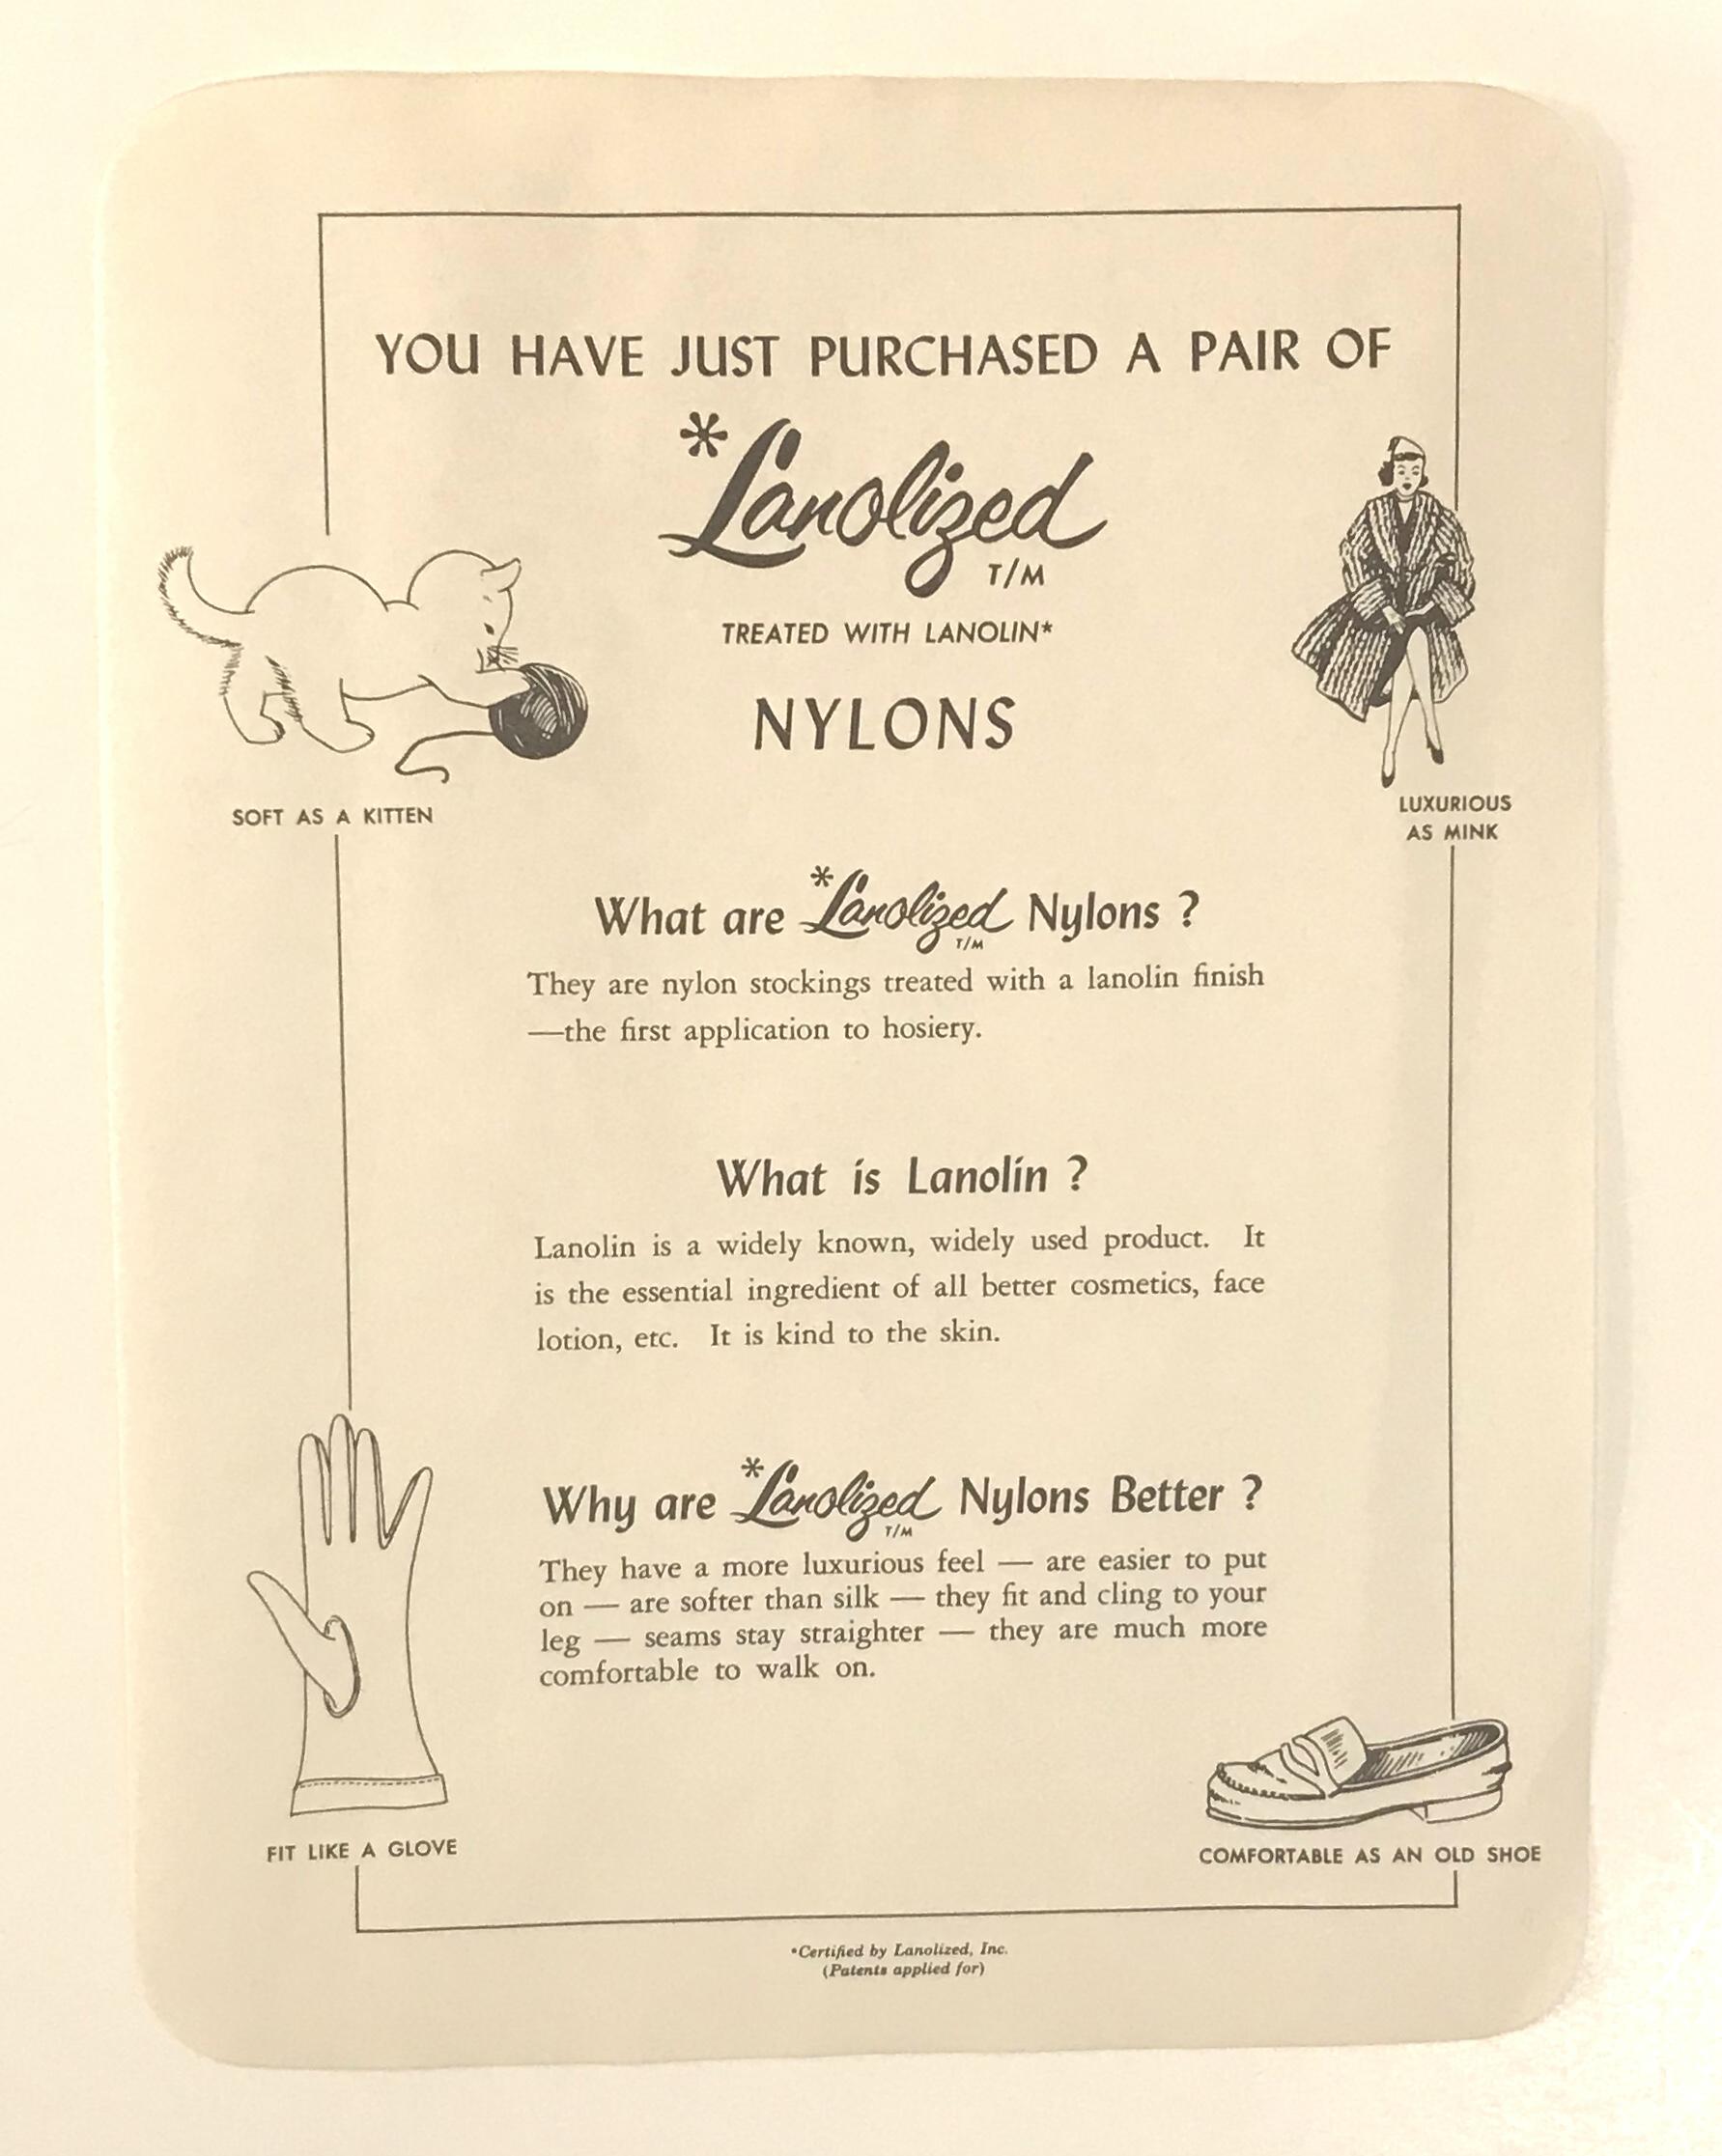 YOU HAVE JUST PURCHASED A PAIR OF
*Lanolized
T/M
TREATED WITH LANOLIN*
NYLONS
SOFT AS A KITTEN
LUXURIOUS
AS MINK
What are *Lanolized T/M Nylons ?
They are nylon stockings treated with a lanolin finish
—the first application to hosiery.
What is Lanolin ?
Lanolin is a widely known, widely used product. It
is the essential ingredient of all better cosmetics, face
lotion, etc. It is kind to the skin.
Why are *Lanolized T/M Nylons Better ?
They have a more luxurious feel — are easier to put
on — are softer than silk — they fit and cling to your
leg — seams stay straighter — they are much more
comfortable to walk on.
FIT LIKE A GLOVE
COMFORTABLE AS AN OLD SHOE
*Certified by Lanolized, Inc.
(Patents applied for)